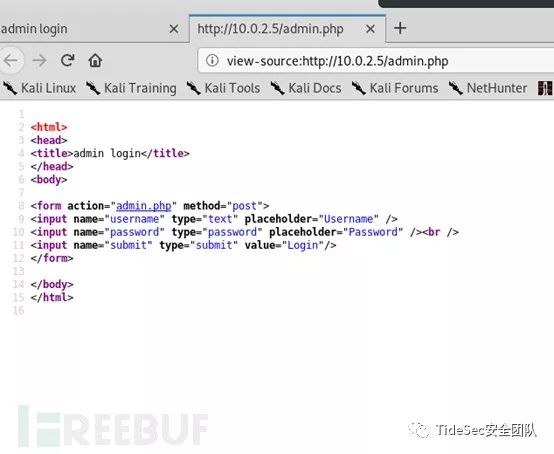 admin login
http://10.0.2.5/admin.php
view-source:http://10.0.2.5/admin.php
Kali Linux Kali Training Kali Tools Kali Docs Kali Forums NetHunter
1
2 <html>
3 <head>
4 <title>admin login</title>
5 </head>
6 <body>
7
8 <form action="admin.php" method="post">
9 <input name="username" type="text" placeholder="Username" />
10 <input name="password" type="password" placeholder="Password" /><br />
11 <input name="submit" type="submit" value="Login"/>
12 </form>
13
14 </body>
15 </html>
16
FREEBUF
TideSec安全团队